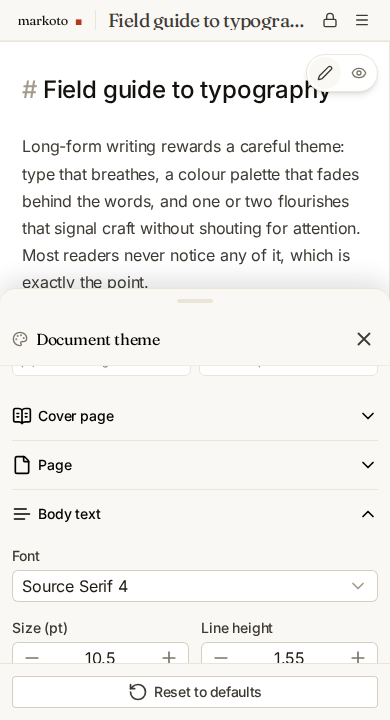 markoto
Field guide to typogra...
# Field guide to typography
Long-form writing rewards a careful theme:
type that breathes, a colour palette that fades
behind the words, and one or two flourishes
that signal craft without shouting for attention.
Most readers never notice any of it, which is
exactly the point.
Document theme
Cover page
Page
Body text
Font
Source Serif 4
Size (pt)
Line height
10.5
1.55
Reset to defaults